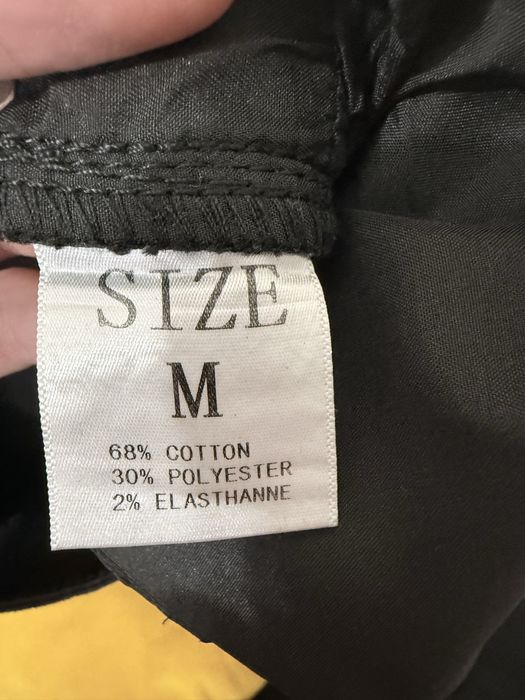 SIZE
M
68% COTTON
30% POLYESTER
2% ELASTHANNE